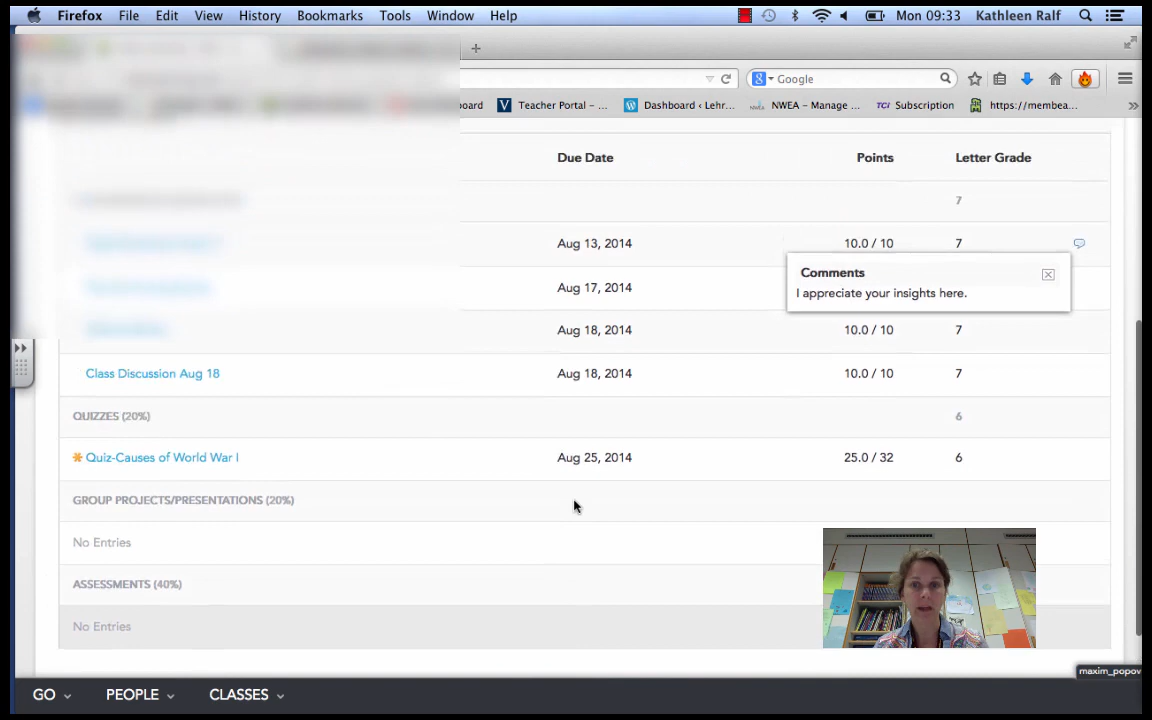 Firefox File Edit View History Bookmarks Tools Window Help Mon 09:33 Kathleen Ralf
Google
board Teacher Portal - ... Dashboard ‹ Lehr... NWEA - Manage ... TCI Subscription https://membea...
Due Date Points Letter Grade
7
Aug 13, 2014 10.0 / 10 7
Comments
Aug 17, 2014
I appreciate your insights here.
Aug 18, 2014 10.0 / 10 7
Class Discussion Aug 18 Aug 18, 2014 10.0 / 10 7
QUIZZES (20%) 6
Quiz-Causes of World War I Aug 25, 2014 25.0 / 32 6
GROUP PROJECTS/PRESENTATIONS (20%)
No Entries
ASSESSMENTS (40%)
No Entries
maxim_popov
GO PEOPLE CLASSES